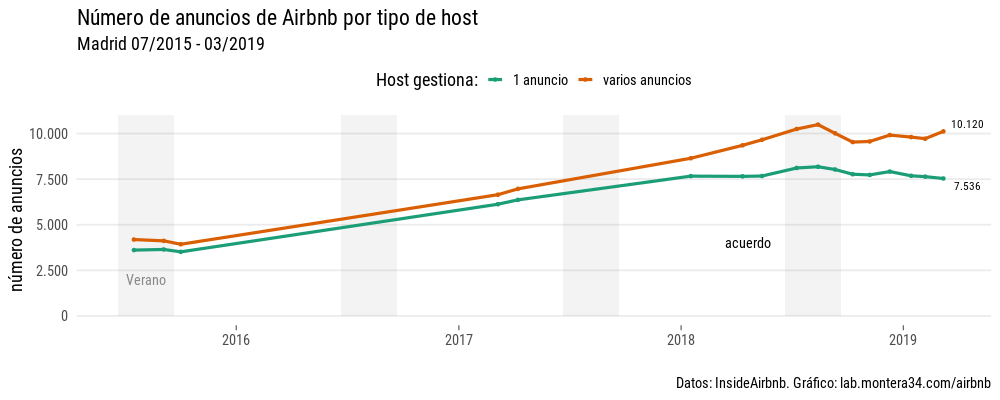 Número de anuncios de Airbnb por tipo de host
Madrid 07/2015 - 03/2019
Host gestiona: 1 anuncio varios anuncios
número de anuncios
10.000
7.500
5.000
2.500
0
10.120
7.536
acuerdo
Verano
2016 2017 2018 2019
Datos: InsideAirbnb. Gráfico: lab.montera34.com/airbnb